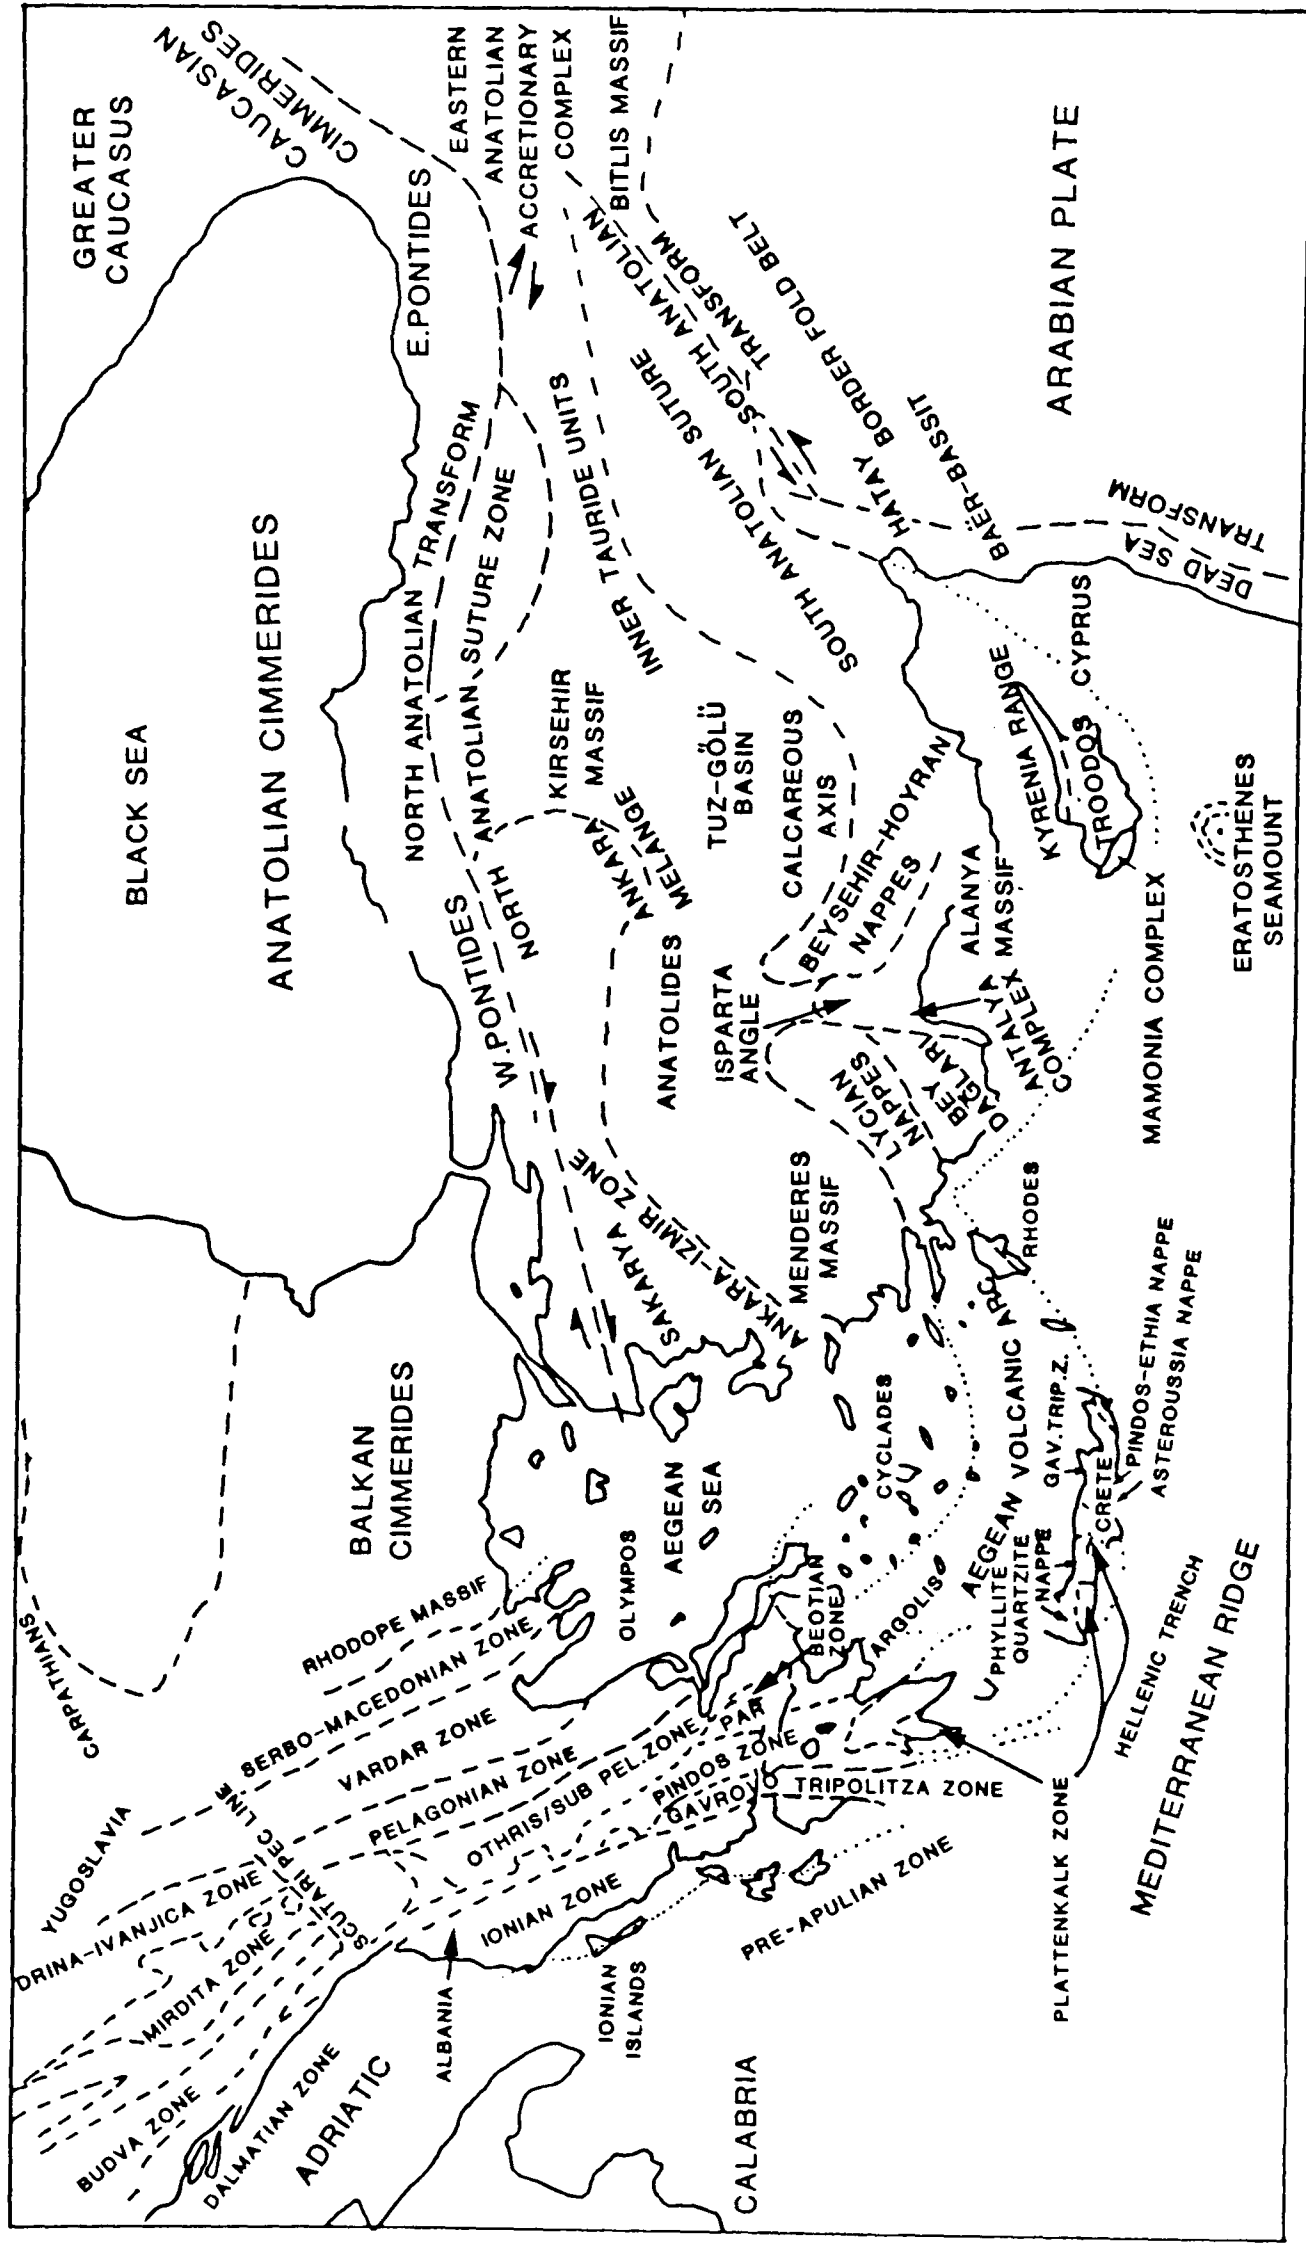 GREATER
CAUCASUS
CAUCASIAN
CIMMERIDES
BLACK SEA
ANATOLIAN CIMMERIDES
E.PONTIDES
EASTERN
ANATOLIAN
ACCRETIONARY
COMPLEX
BITLIS MASSIF
SOUTH ANATOLIAN
TRANSFORM
BORDER FOLD BELT
ARABIAN PLATE
SOUTH ANATOLIAN SUTURE
HATAY
BAËR-BASSIT
DEAD SEA
TRANSFORM
NORTH ANATOLIAN TRANSFORM
NORTH ANATOLIAN SUTURE ZONE
INNER TAURIDE UNITS
KIRSEHIR
MASSIF
ANKARA
MELANGE
TUZ-GÖLÜ
BASIN
CALCAREOUS
AXIS
BEYSEHIR-HOYRAN
NAPPES
W.PONTIDES
ANATOLIDES
ISPARTA
ANGLE
ALANYA
MASSIF
ANTALYA
COMPLEX
BEY
DAGLARI
LYCIAN
NAPPES
KYRENIA RANGE
TROODOS
CYPRUS
MAMONIA COMPLEX
ERATOSTHENES
SEAMOUNT
SAKARYA
ANKARA-IZMIR ZONE
MENDERES
MASSIF
RHODES
BALKAN
CIMMERIDES
CARPATHIANS
AEGEAN
SEA
OLYMPOS
CYCLADES
AEGEAN VOLCANIC ARC
GAV.TRIP.Z.
CRETE
PINDOS-ETHIA NAPPE
ASTEROUSSIA NAPPE
PHYLLITE
QUARTZITE
NAPPE
HELLENIC TRENCH
MEDITERRANEAN RIDGE
BEOTIAN
ZONE
ARGOLIS
RHODOPE MASSIF
SERBO-MACEDONIAN ZONE
VARDAR ZONE
PELAGONIAN ZONE
OTHRIS/SUB PEL.ZONE
PAR
PINDOS ZONE
GAVROVO
TRIPOLITZA ZONE
IONIAN ZONE
PRE-APULIAN ZONE
PLATTENKALK ZONE
YUGOSLAVIA
SCUTARI PEC LINE
DRINA-IVANJICA ZONE
MIRDITA ZONE
BUDVA ZONE
DALMATIAN ZONE
ADRIATIC
ALBANIA
IONIAN
ISLANDS
CALABRIA